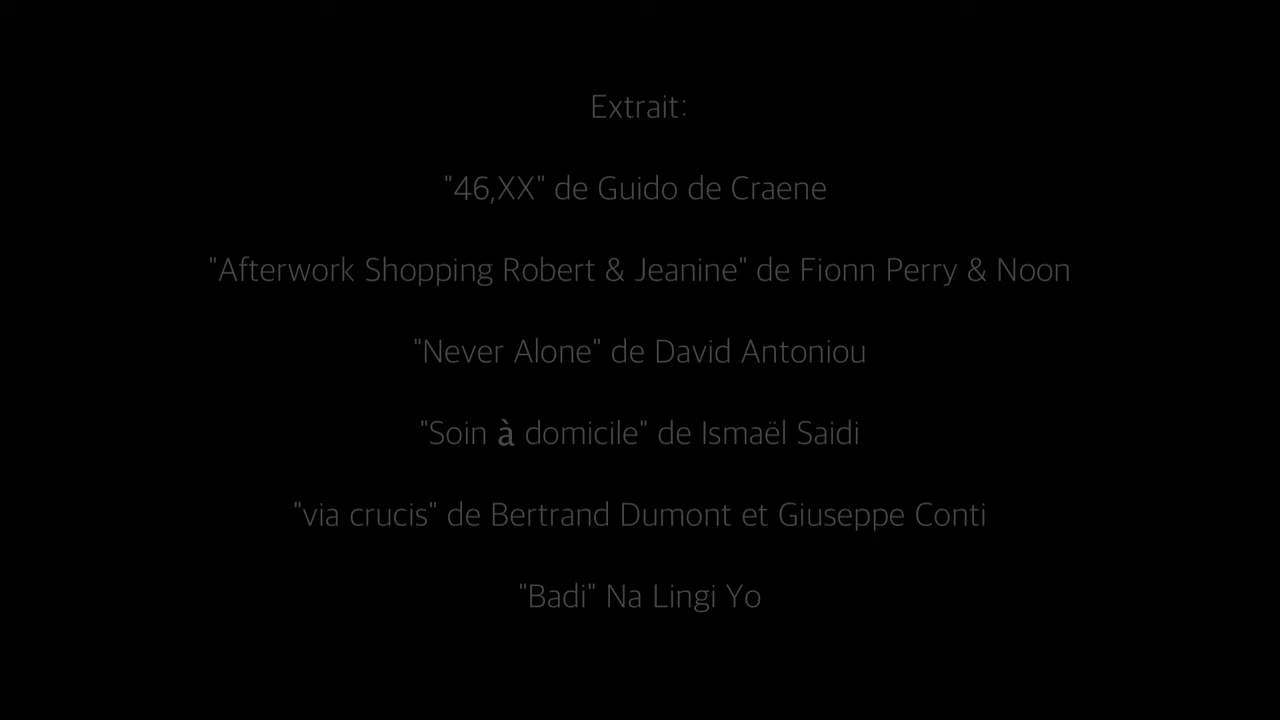 Extrait:
"46,XX" de Guido de Craene
"Afterwork Shopping Robert & Jeanine" de Fionn Perry & Noon
"Never Alone" de David Antoniou
"Soin à domicile" de Ismaël Saidi
"via crucis" de Bertrand Dumont et Giuseppe Conti
"Badi" Na Lingi Yo